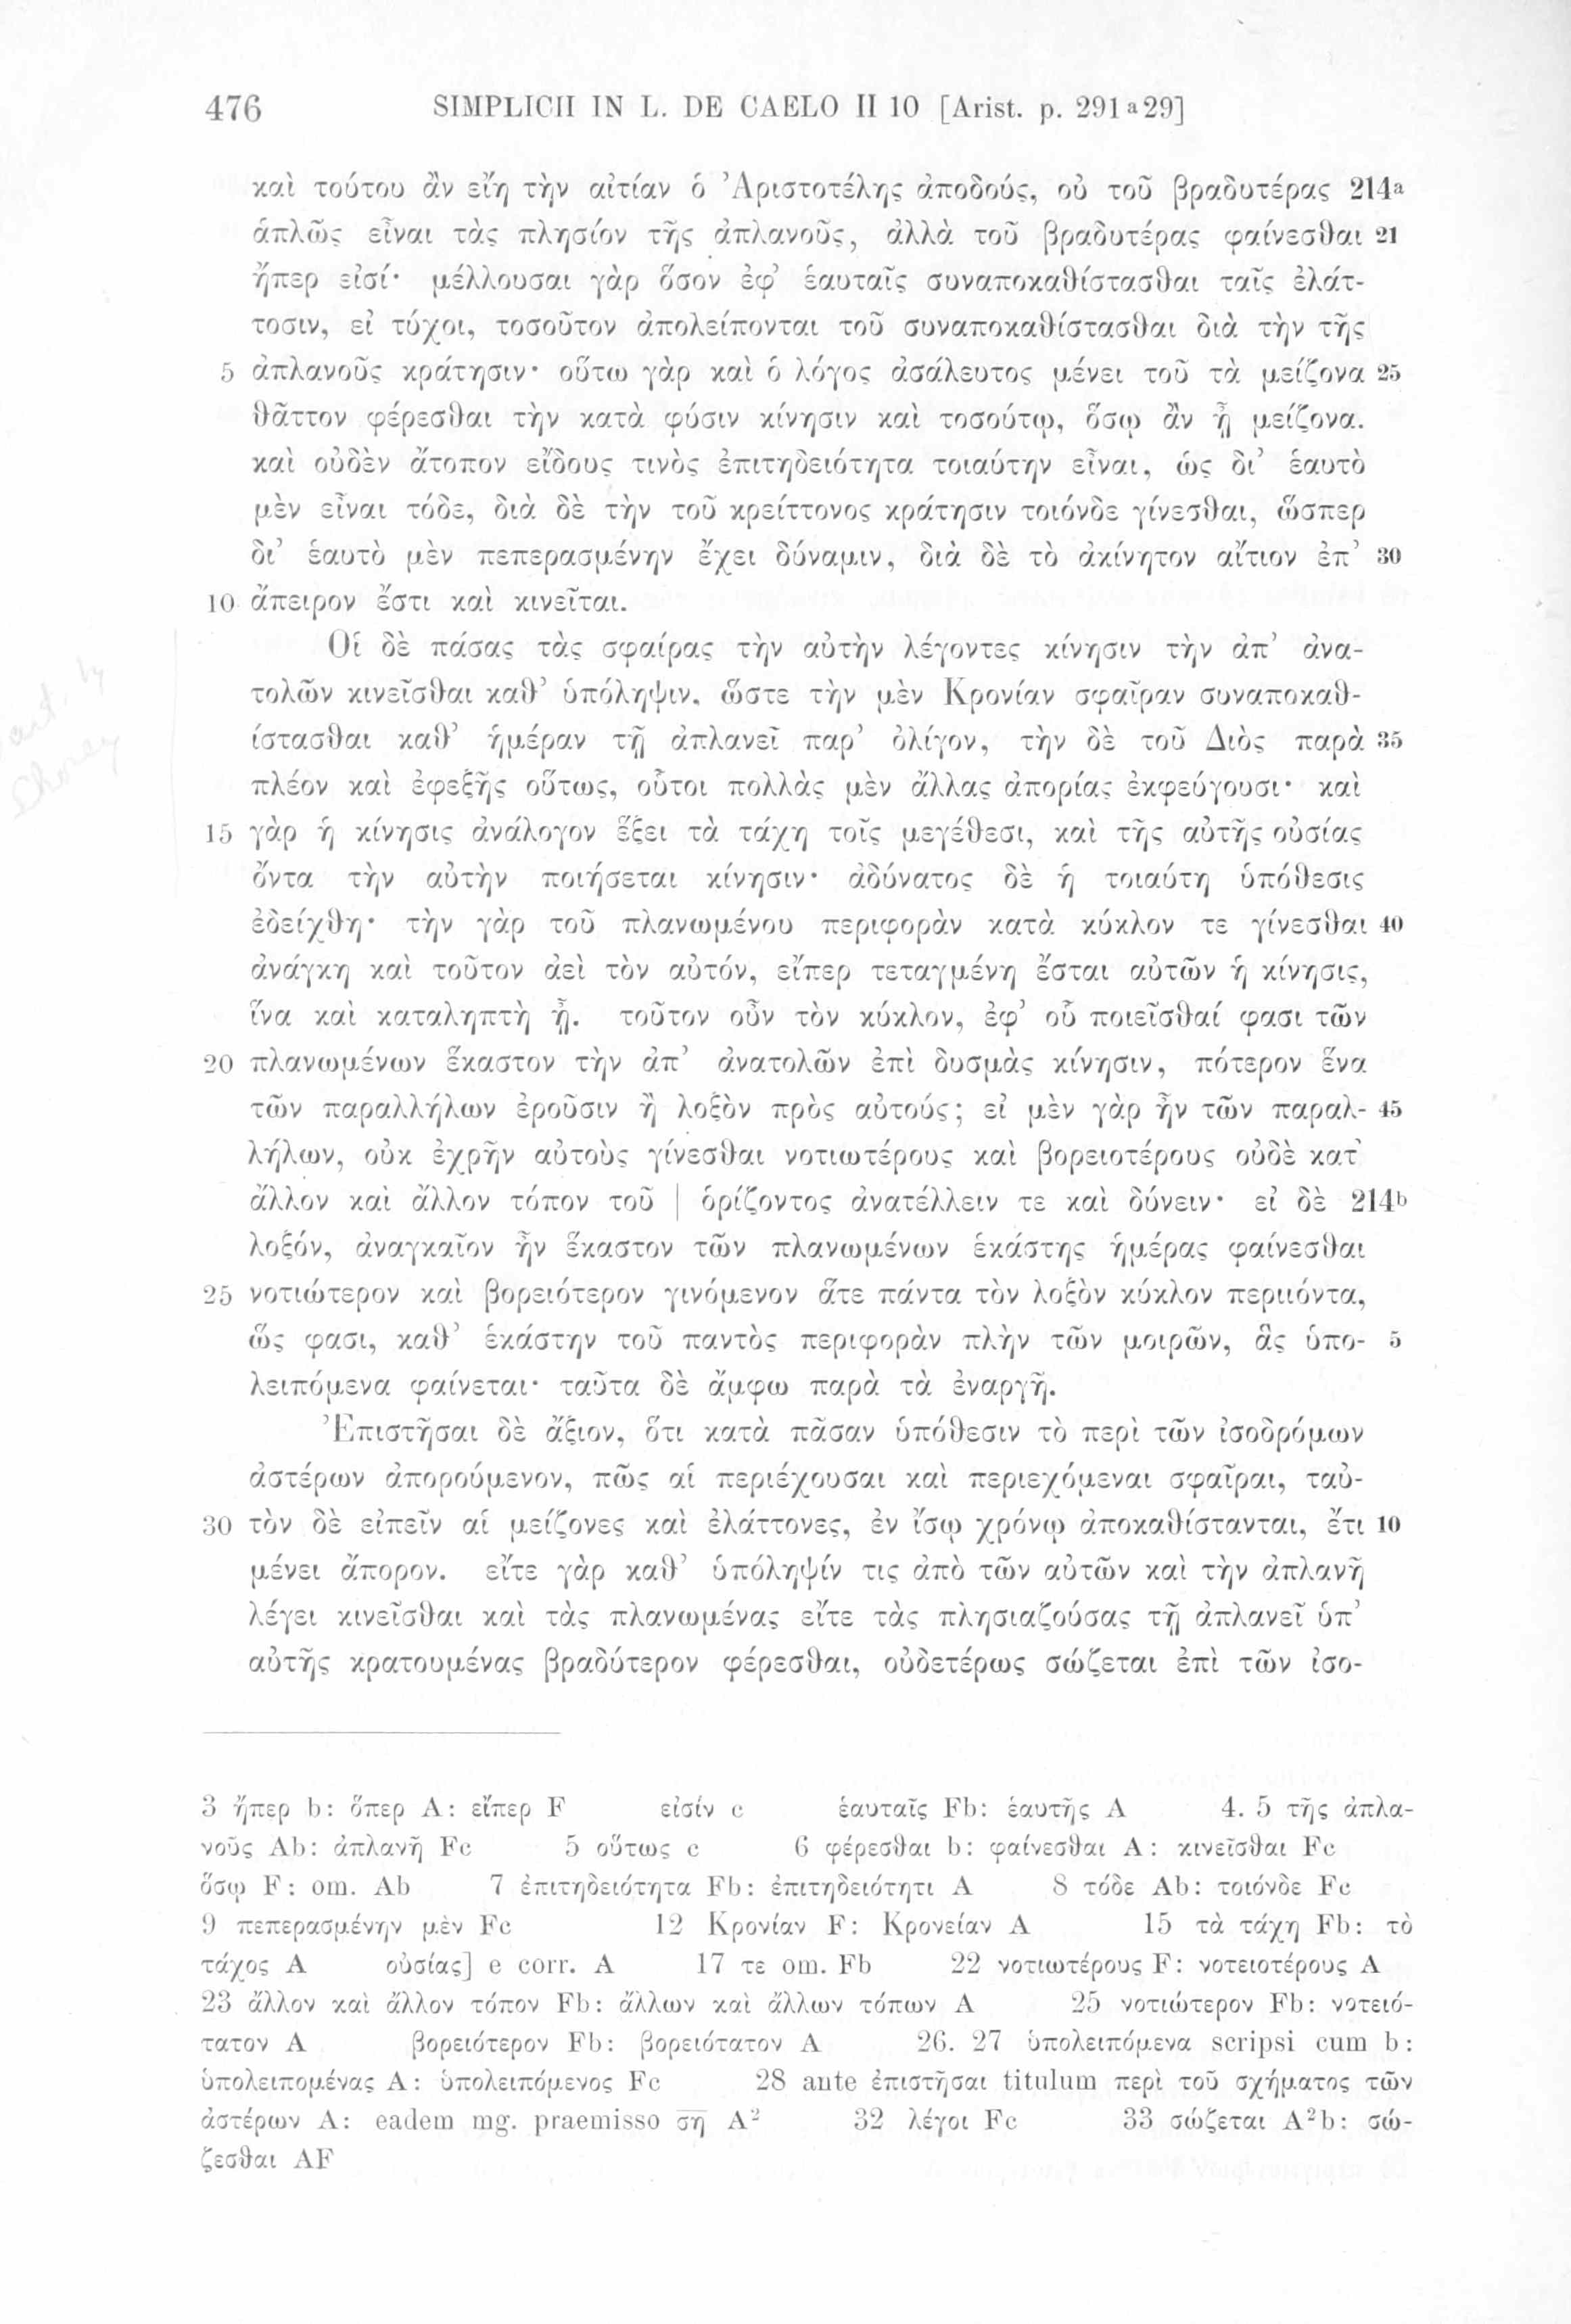 476 SIMPLICII IN L. DE CAELO II 10 [Arist. p. 291 a 29]
καὶ τούτου ἂν εἴη τὴν αἰτίαν ὁ Ἀριστοτέλης ἀποδούς, οὐ τοῦ βραδυτέρας 214a
ἁπλῶς εἶναι τὰς πλησίον τῆς ἀπλανοῦς, ἀλλὰ τοῦ βραδυτέρας φαίνεσθαι 21
ἤπερ εἰσί· μέλλουσαι γὰρ ὅσον ἐφ’ ἑαυταῖς συναποκαθίστασθαι ταῖς ἐλάτ-
τοσιν, εἰ τύχοι, τοσοῦτον ἀπολείπονται τοῦ συναποκαθίστασθαι διὰ τὴν τῆς
5 ἀπλανοῦς κράτησιν· οὕτω γὰρ καὶ ὁ λόγος ἀσάλευτος μένει τοῦ τὰ μείζονα 25
θᾶττον φέρεσθαι τὴν κατὰ φύσιν κίνησιν καὶ τοσούτῳ, ὅσῳ ἂν ᾖ μείζονα.
καὶ οὐδὲν ἄτοπον εἴδους τινὸς ἐπιτηδειότητα τοιαύτην εἶναι, ὡς δι’ ἑαυτὸ
μὲν εἶναι τόδε, διὰ δὲ τὴν τοῦ κρείττονος κράτησιν τοιόνδε γίνεσθαι, ὥσπερ
δι’ ἑαυτὸ μὲν πεπερασμένην ἔχει δύναμιν, διὰ δὲ τὸ ἀκίνητον αἴτιον ἐπ’ 30
10 ἄπειρον ἔστι καὶ κινεῖται.
Οἱ δὲ πάσας τὰς σφαίρας τὴν αὐτὴν λέγοντες κίνησιν τὴν ἀπ’ ἀνα-
τολῶν κινεῖσθαι καθ’ ὑπόληψιν, ὥστε τὴν μὲν Κρονίαν σφαῖραν συναποκαθ-
ίστασθαι καθ’ ἡμέραν τῇ ἀπλανεῖ παρ’ ὀλίγον, τὴν δὲ τοῦ Διὸς παρὰ 35
πλέον καὶ ἐφεξῆς οὕτως, οὗτοι πολλὰς μὲν ἄλλας ἀπορίας ἐκφεύγουσι· καὶ
15 γὰρ ἡ κίνησις ἀνάλογον ἕξει τὰ τάχη τοῖς μεγέθεσι, καὶ τῆς αὐτῆς οὐσίας
ὄντα τὴν αὐτὴν ποιήσεται κίνησιν· ἀδύνατος δὲ ἡ τοιαύτη ὑπόθεσις
ἐδείχθη· τὴν γὰρ τοῦ πλανωμένου περιφορὰν κατὰ κύκλον τε γίνεσθαι 40
ἀνάγκη καὶ τοῦτον ἀεὶ τὸν αὐτόν, εἴπερ τεταγμένη ἔσται αὐτῶν ἡ κίνησις,
ἵνα καὶ καταληπτὴ ᾖ. τοῦτον οὖν τὸν κύκλον, ἐφ’ οὗ ποιεῖσθαί φασι τῶν
20 πλανωμένων ἕκαστον τὴν ἀπ’ ἀνατολῶν ἐπὶ δυσμὰς κίνησιν, πότερον ἕνα
τῶν παραλλήλων ἐροῦσιν ἢ λοξὸν πρὸς αὐτούς; εἰ μὲν γὰρ ἦν τῶν παραλ- 45
λήλων, οὐκ ἐχρῆν αὐτοὺς γίνεσθαι νοτιωτέρους καὶ βορειοτέρους οὐδὲ κατ’
ἄλλον καὶ ἄλλον τόπον τοῦ | ὁρίζοντος ἀνατέλλειν τε καὶ δύνειν· εἰ δὲ 214b
λοξόν, ἀναγκαῖον ἦν ἕκαστον τῶν πλανωμένων ἑκάστης ἡμέρας φαίνεσθαι
25 νοτιώτερον καὶ βορειότερον γινόμενον ἅτε πάντα τὸν λοξὸν κύκλον περιιόντα,
ὥς φασι, καθ’ ἑκάστην τοῦ παντὸς περιφορὰν πλὴν τῶν μοιρῶν, ἃς ὑπο- 5
λειπόμενα φαίνεται· ταῦτα δὲ ἄμφω παρὰ τὰ ἐναργῆ.
Ἐπιστῆσαι δὲ ἄξιον, ὅτι κατὰ πᾶσαν ὑπόθεσιν τὸ περὶ τῶν ἰσοδρόμων
ἀστέρων ἀπορούμενον, πῶς αἱ περιέχουσαι καὶ περιεχόμεναι σφαῖραι, ταὐ-
30 τὸν δὲ εἰπεῖν αἱ μείζονες καὶ ἐλάττονες, ἐν ἴσῳ χρόνῳ ἀποκαθίστανται, ἔτι 10
μένει ἄπορον. εἴτε γὰρ καθ’ ὑπόληψίν τις ἀπὸ τῶν αὐτῶν καὶ τὴν ἀπλανῆ
λέγει κινεῖσθαι καὶ τὰς πλανωμένας εἴτε τὰς πλησιαζούσας τῇ ἀπλανεῖ ὑπ’
αὐτῆς κρατουμένας βραδύτερον φέρεσθαι, οὐδετέρως σώζεται ἐπὶ τῶν ἰσο-
3 ἤπερ b: ὅπερ A: εἴπερ F εἰσίν c ἑαυταῖς Fb: ἑαυτῆς A 4. 5 τῆς ἀπλα-
νοῦς Ab: ἀπλανῆ Fc 5 οὕτως c 6 φέρεσθαι b: φαίνεσθαι A: κινεῖσθαι Fc
ὅσῳ F: om. Ab 7 ἐπιτηδειότητα Fb: ἐπιτηδειότητι A 8 τόδε Ab: τοιόνδε Fc
9 πεπερασμένην μὲν Fc 12 Κρονίαν F: Κρονείαν A 15 τὰ τάχη Fb: τὸ
τάχος A οὐσίας] e corr. A 17 τε om. Fb 22 νοτιωτέρους F: νοτειοτέρους A
23 ἄλλον καὶ ἄλλον τόπον Fb: ἄλλων καὶ ἄλλων τόπων A 25 νοτιώτερον Fb: νοτειό-
τατον A βορειότερον Fb: βορειότατον A 26. 27 ὑπολειπόμενα scripsi cum b:
ὑπολειπομένας A: ὑπολειπόμενος Fc 28 ante ἐπιστῆσαι titulum περὶ τοῦ σχήματος τῶν
ἀστέρων A: eadem mg. praemisso ση A² 32 λέγοι Fc 33 σώζεται A²b: σώ-
ζεσθαι AF